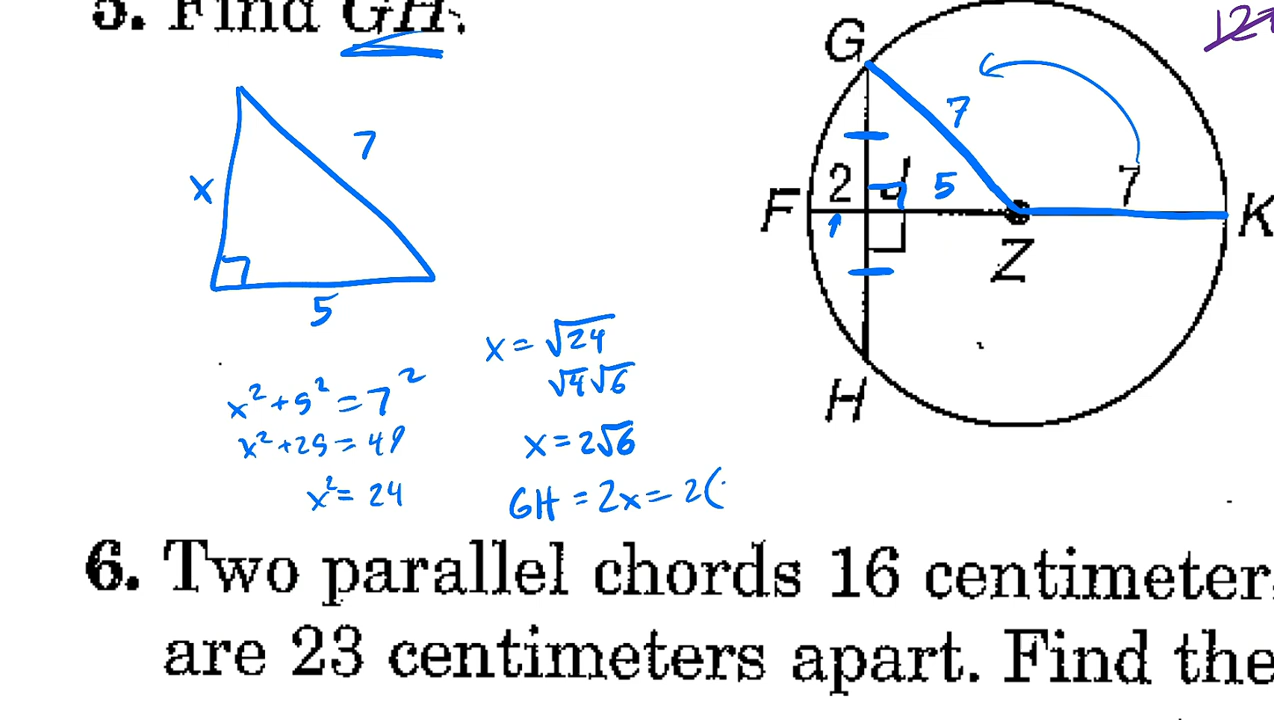 5. Find GH.
G
7
7
x
2
J
5
7
F
K
Z
5
H
x = √24
√4√6
x² + 5² = 7²
x² + 25 = 49
x = 2√6
x² = 24
GH = 2x = 2(
6. Two parallel chords 16 centimeter
are 23 centimeters apart. Find the